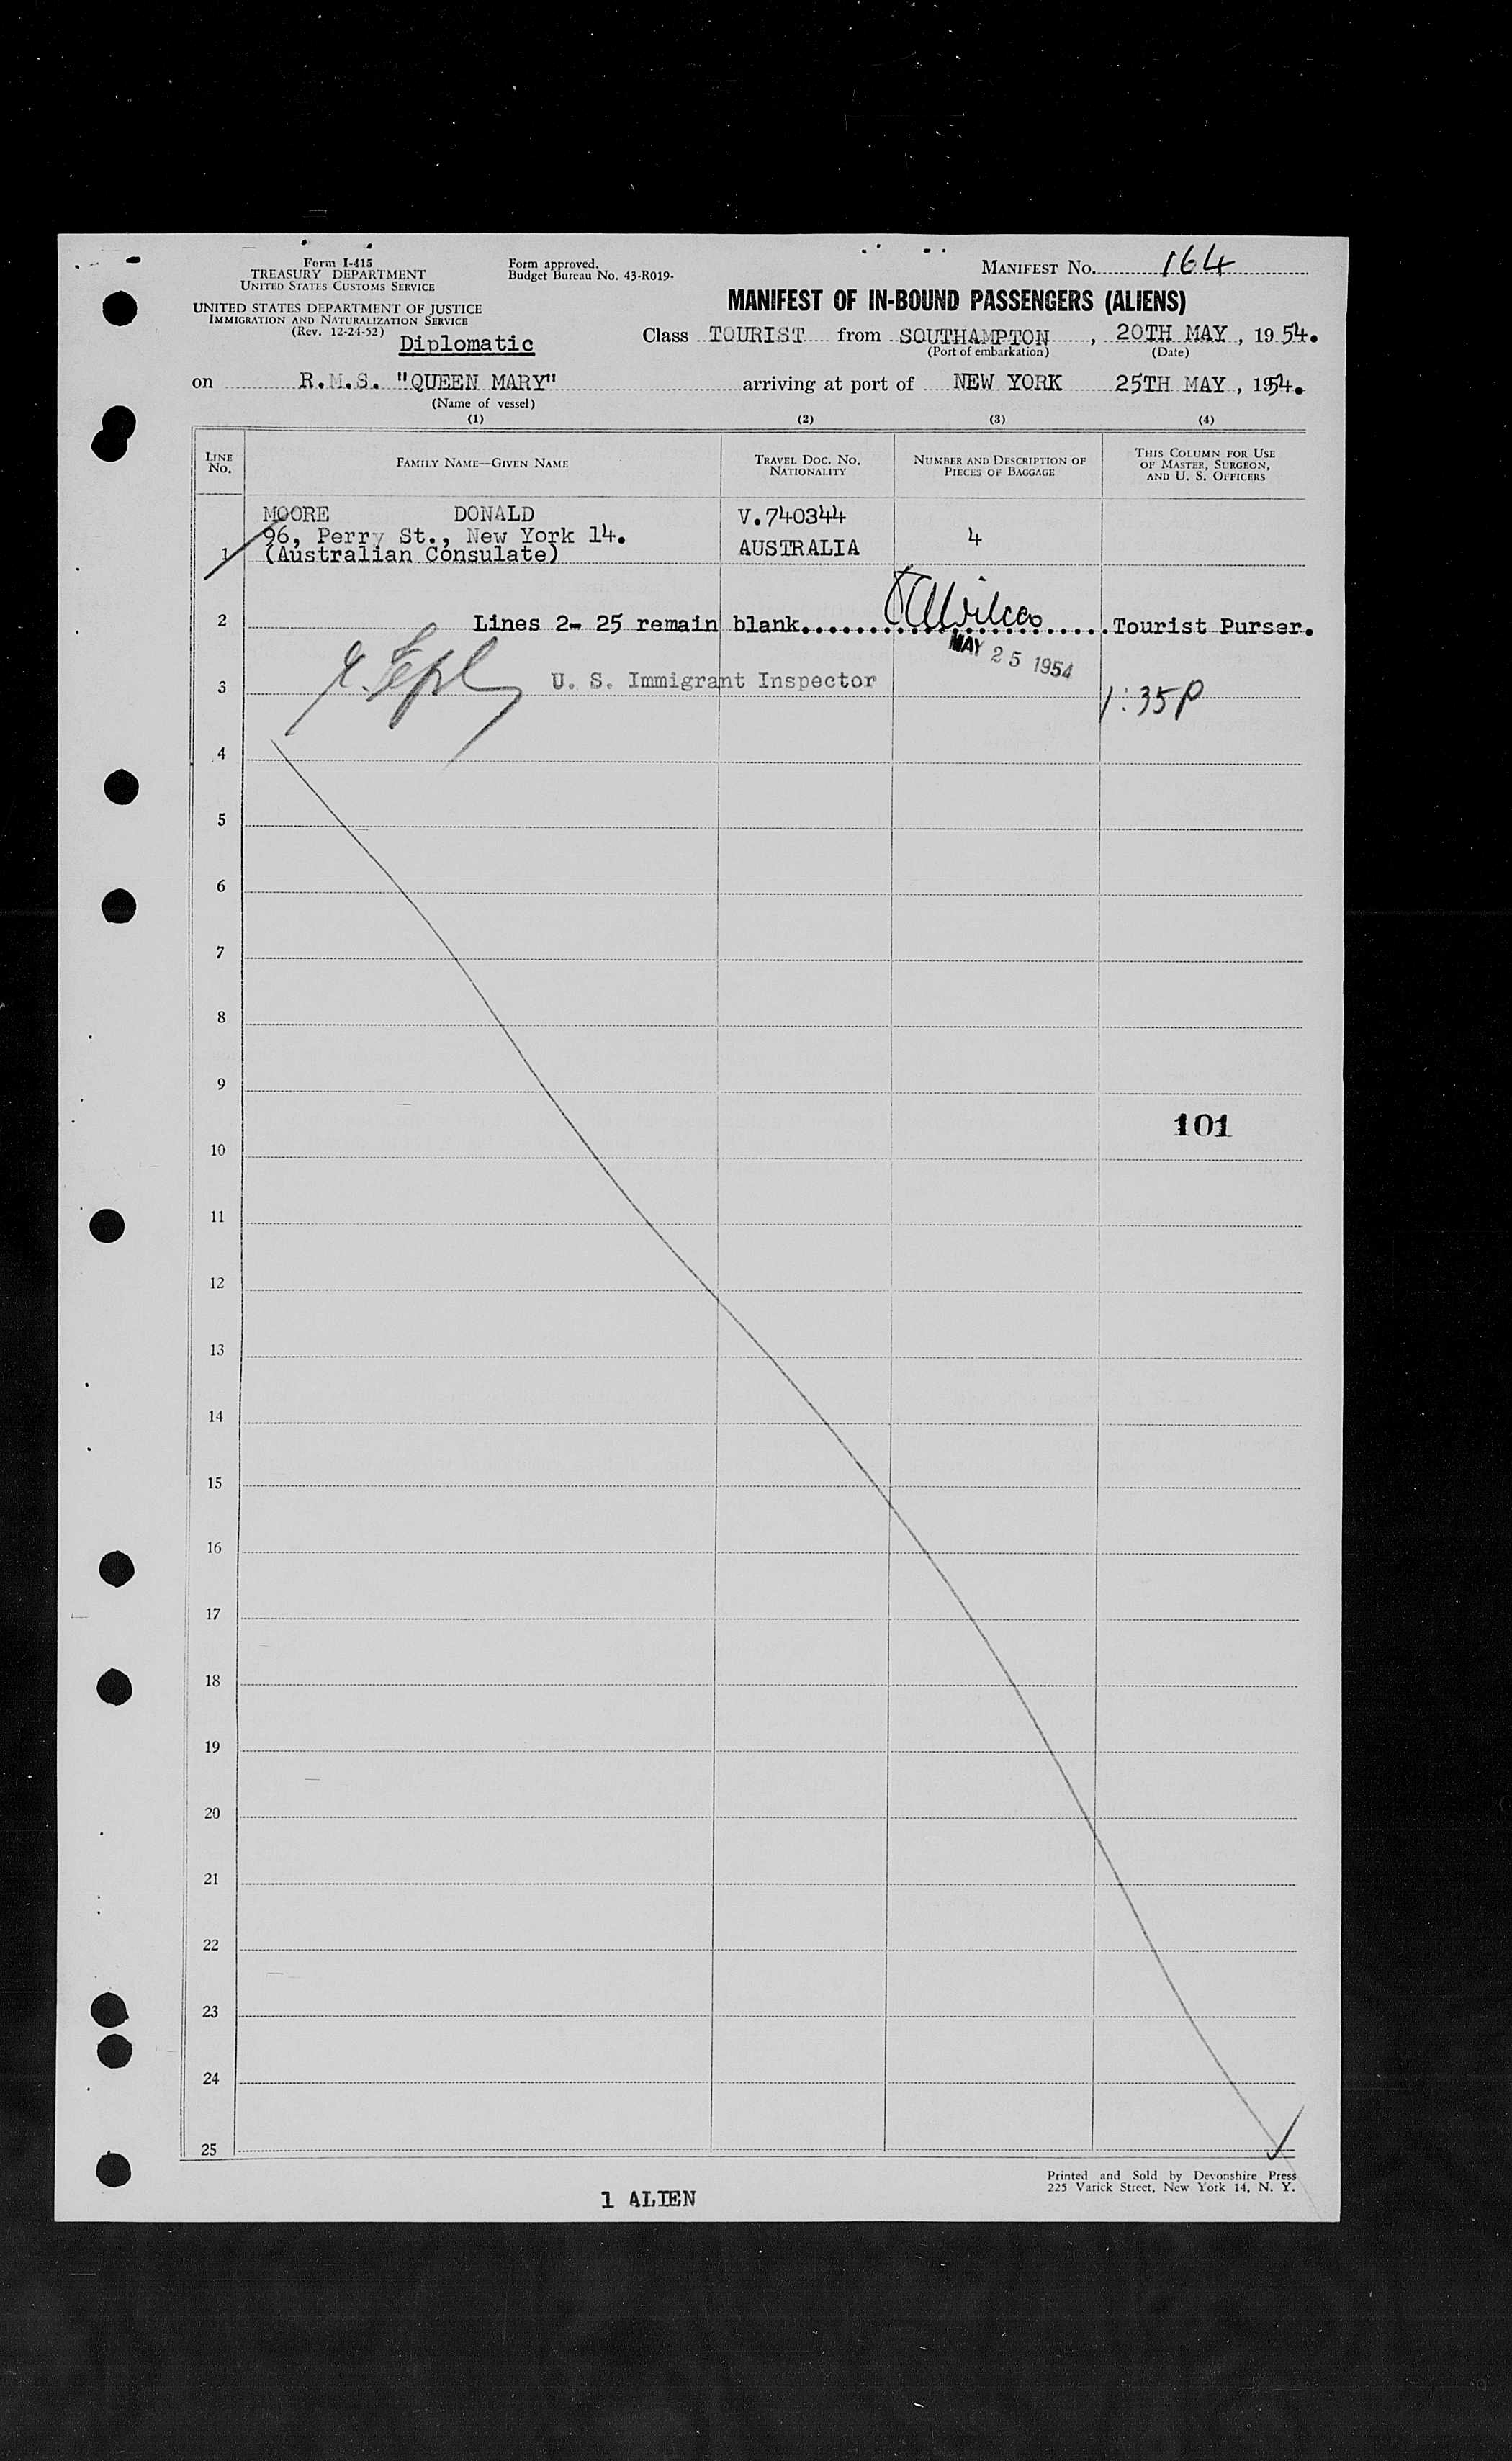 Form I-415
TREASURY DEPARTMENT
UNITED STATES CUSTOMS SERVICE
UNITED STATES DEPARTMENT OF JUSTICE
IMMIGRATION AND NATURALIZATION SERVICE
(Rev. 12-24-52)
Diplomatic
Form approved.
Budget Bureau No. 43-R019-
MANIFEST NO. 164
MANIFEST OF IN-BOUND PASSENGERS (ALIENS)
Class TOURIST from SOUTHAMPTON, 20TH MAY, 1954.
(Port of embarkation) (Date)
on R.M.S. "QUEEN MARY" arriving at port of NEW YORK 25TH MAY, 1954.
(Name of vessel)
(1) (2) (3) (4)
LINE NO.
FAMILY NAME—GIVEN NAME
TRAVEL DOC. NO.
NATIONALITY
NUMBER AND DESCRIPTION OF
PIECES OF BAGGAGE
THIS COLUMN FOR USE
OF MASTER, SURGEON,
AND U. S. OFFICERS
MOORE DONALD V.740344
96, Perry St., New York 14. 4
1 (Australian Consulate) AUSTRALIA
2 Lines 2- 25 remain blank.................Tourist Purser.
MAY 25 1954
3 U. S. Immigrant Inspector 1:35P
4
5
6
7
8
9
101
10
11
12
13
14
15
16
17
18
19
20
21
22
23
24
25
Printed and Sold by Devonshire Press
225 Varick Street, New York 14, N. Y.
1 ALIEN